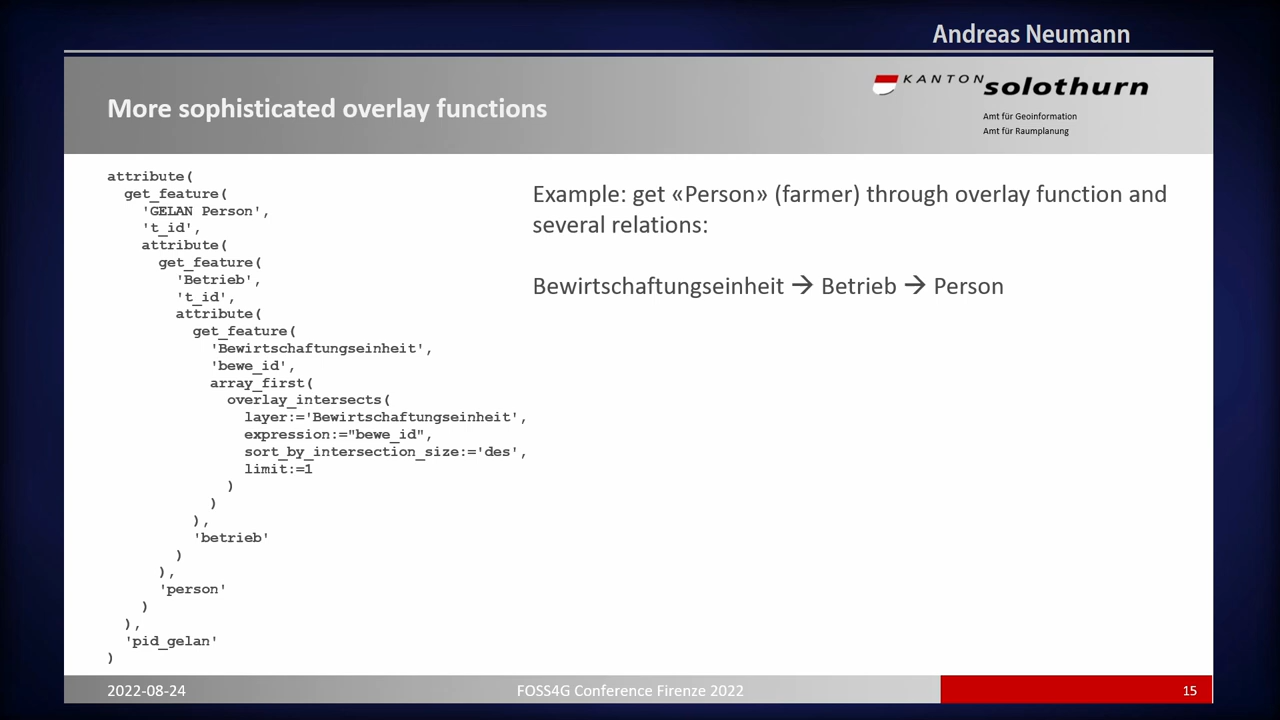 Andreas Neumann
KANTON solothurn
Amt für Geoinformation
Amt für Raumplanung
More sophisticated overlay functions
attribute(
get_feature(
'GELAN Person',
't_id',
attribute(
get_feature(
'Betrieb',
't_id',
attribute(
get_feature(
'Bewirtschaftungseinheit',
'bewe_id',
array_first(
overlay_intersects(
layer:='Bewirtschaftungseinheit',
expression:="bewe_id",
sort_by_intersection_size:='des',
limit:=1
)
)
),
'betrieb'
)
),
'person'
)
),
'pid_gelan'
)
Example: get «Person» (farmer) through overlay function and
several relations:
Bewirtschaftungseinheit → Betrieb → Person
2022-08-24
FOSS4G Conference Firenze 2022
15